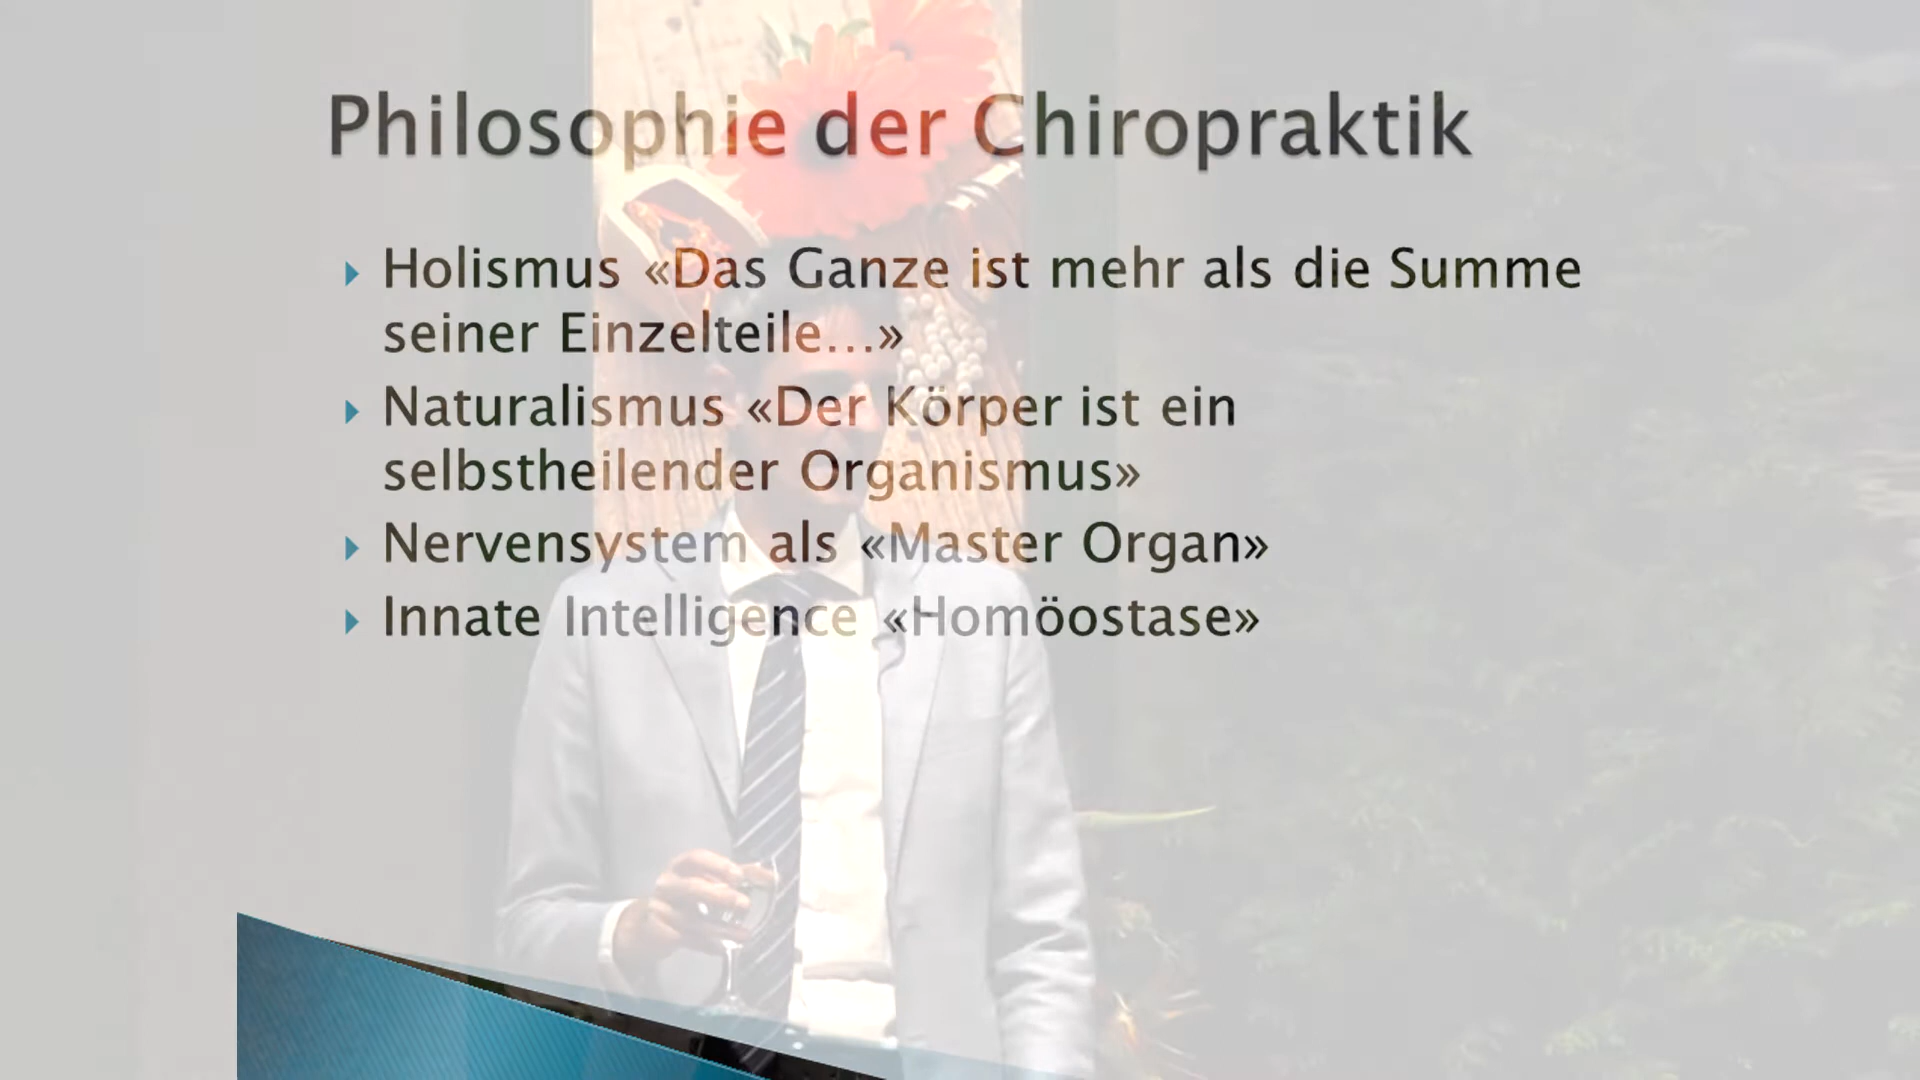 Philosophie der Chiropraktik
Holismus «Das Ganze ist mehr als die Summe
seiner Einzelteile...»
Naturalismus «Der Körper ist ein
selbstheilender Organismus»
Nervensystem als «Master Organ»
Innate Intelligence «Homöostase»